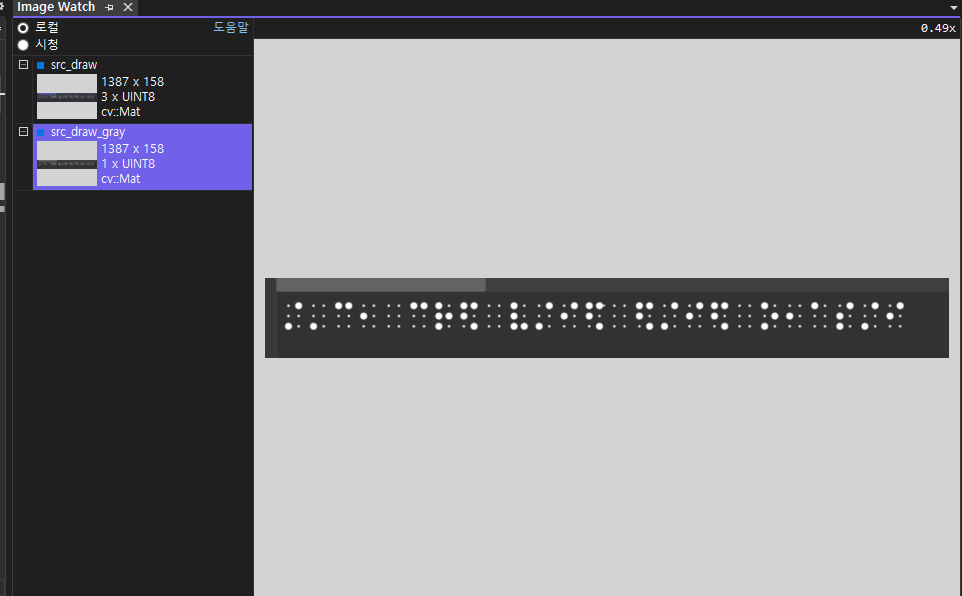 Image Watch
로컬
도움말
시청
0.49x
src_draw
1387 x 158
3 x UINT8
cv::Mat
src_draw_gray
1387 x 158
1 x UINT8
cv::Mat